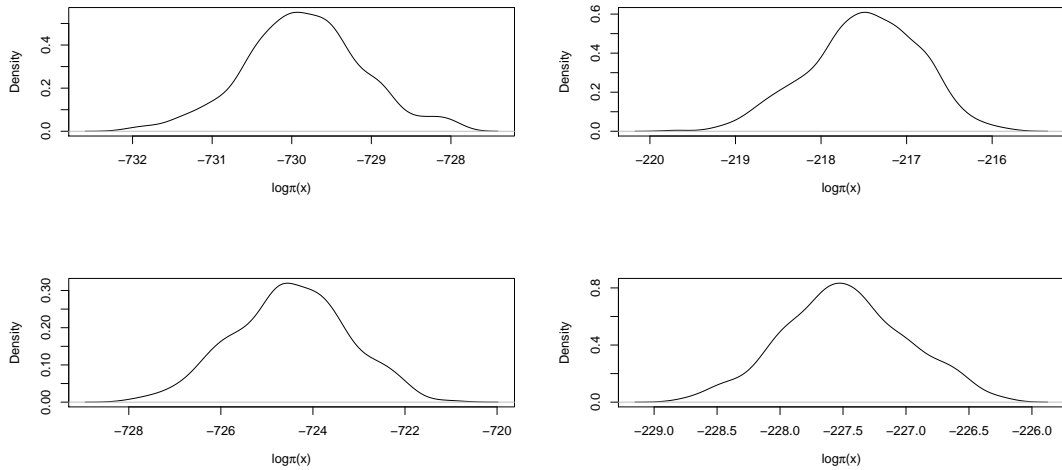 Density
0.0 0.2 0.4
−732 −731 −730 −729 −728
logπ(x)
Density
0.0 0.2 0.4 0.6
−220 −219 −218 −217 −216
logπ(x)
Density
0.00 0.10 0.20 0.30
−728 −726 −724 −722 −720
logπ(x)
Density
0.0 0.4 0.8
−229.0 −228.5 −228.0 −227.5 −227.0 −226.5 −226.0
logπ(x)